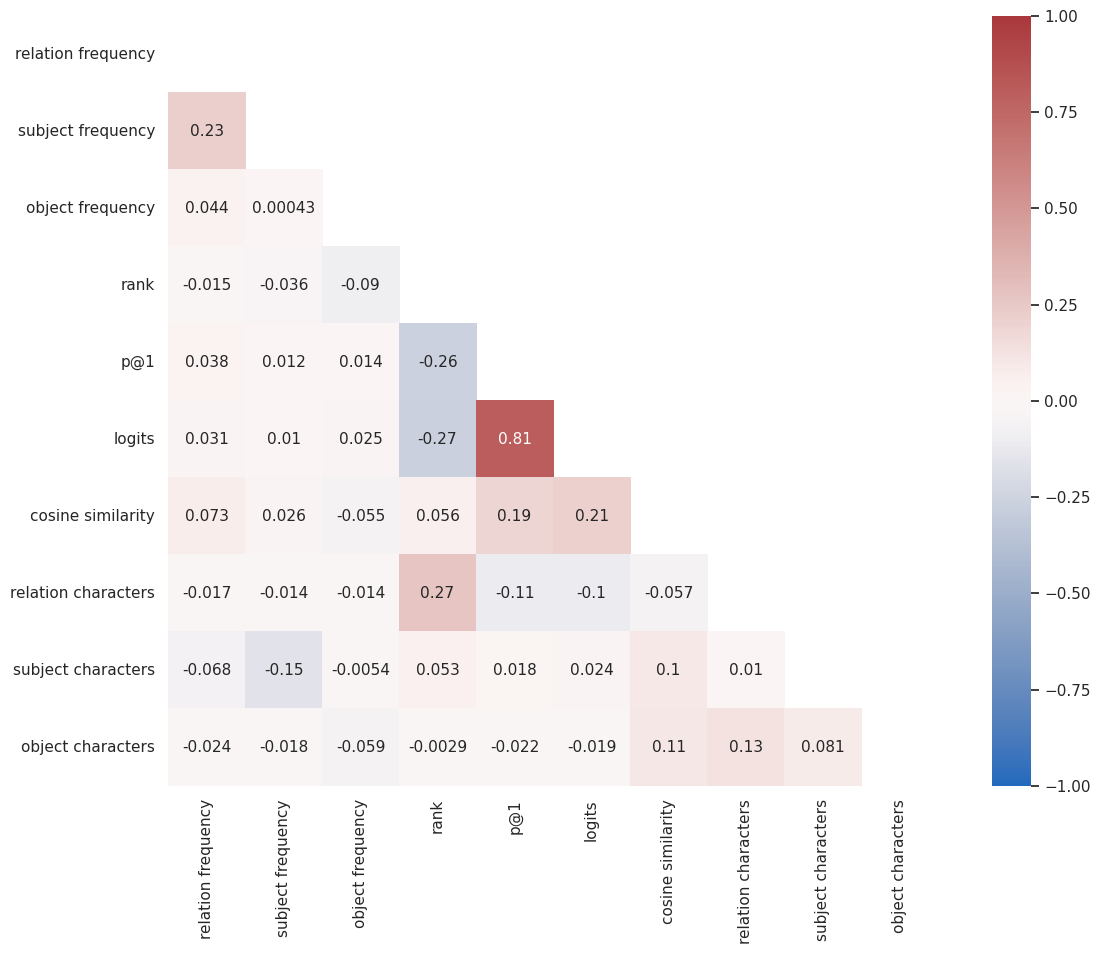 relation frequency
subject frequency 0.23
object frequency 0.044 0.00043
rank -0.015 -0.036 -0.09
p@1 0.038 0.012 0.014 -0.26
logits 0.031 0.01 0.025 -0.27 0.81
cosine similarity 0.073 0.026 -0.055 0.056 0.19 0.21
relation characters -0.017 -0.014 -0.014 0.27 -0.11 -0.1 -0.057
subject characters -0.068 -0.15 -0.0054 0.053 0.018 0.024 0.1 0.01
object characters -0.024 -0.018 -0.059 -0.0029 -0.022 -0.019 0.11 0.13 0.081
relation frequency
subject frequency
object frequency
rank
p@1
logits
cosine similarity
relation characters
subject characters
object characters
1.00
0.75
0.50
0.25
0.00
−0.25
−0.50
−0.75
−1.00